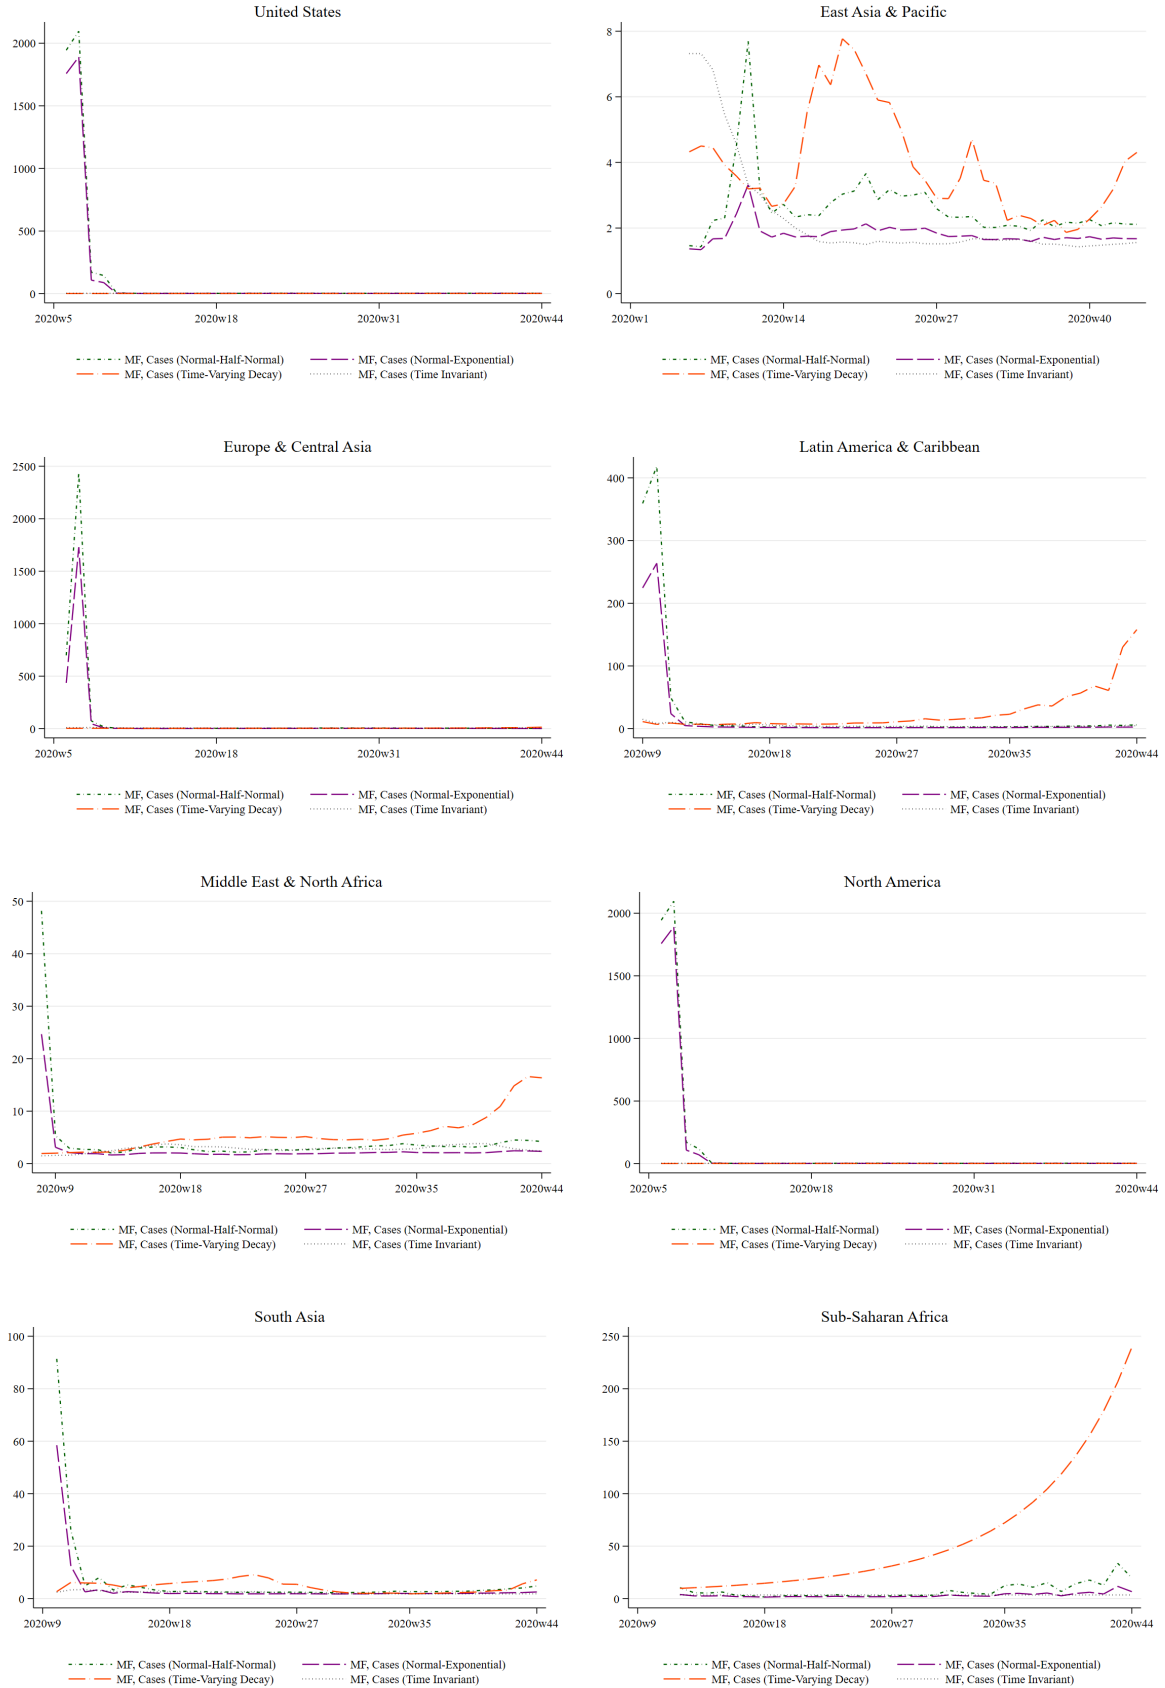 United States
2000
1500
1000
500
0
2020w5 2020w18 2020w31 2020w44
MF, Cases (Normal-Half-Normal) MF, Cases (Normal-Exponential)
MF, Cases (Time-Varying Decay) MF, Cases (Time Invariant)
East Asia & Pacific
8
6
4
2
0
2020w1 2020w14 2020w27 2020w40
MF, Cases (Normal-Half-Normal) MF, Cases (Normal-Exponential)
MF, Cases (Time-Varying Decay) MF, Cases (Time Invariant)
Europe & Central Asia
2500
2000
1500
1000
500
0
2020w5 2020w18 2020w31 2020w44
MF, Cases (Normal-Half-Normal) MF, Cases (Normal-Exponential)
MF, Cases (Time-Varying Decay) MF, Cases (Time Invariant)
Latin America & Caribbean
400
300
200
100
0
2020w9 2020w18 2020w27 2020w35 2020w44
MF, Cases (Normal-Half-Normal) MF, Cases (Normal-Exponential)
MF, Cases (Time-Varying Decay) MF, Cases (Time Invariant)
Middle East & North Africa
50
40
30
20
10
0
2020w9 2020w18 2020w27 2020w35 2020w44
MF, Cases (Normal-Half-Normal) MF, Cases (Normal-Exponential)
MF, Cases (Time-Varying Decay) MF, Cases (Time Invariant)
North America
2000
1500
1000
500
0
2020w5 2020w18 2020w31 2020w44
MF, Cases (Normal-Half-Normal) MF, Cases (Normal-Exponential)
MF, Cases (Time-Varying Decay) MF, Cases (Time Invariant)
South Asia
100
80
60
40
20
0
2020w9 2020w18 2020w27 2020w35 2020w44
MF, Cases (Normal-Half-Normal) MF, Cases (Normal-Exponential)
MF, Cases (Time-Varying Decay) MF, Cases (Time Invariant)
Sub-Saharan Africa
250
200
150
100
50
0
2020w9 2020w18 2020w27 2020w35 2020w44
MF, Cases (Normal-Half-Normal) MF, Cases (Normal-Exponential)
MF, Cases (Time-Varying Decay) MF, Cases (Time Invariant)